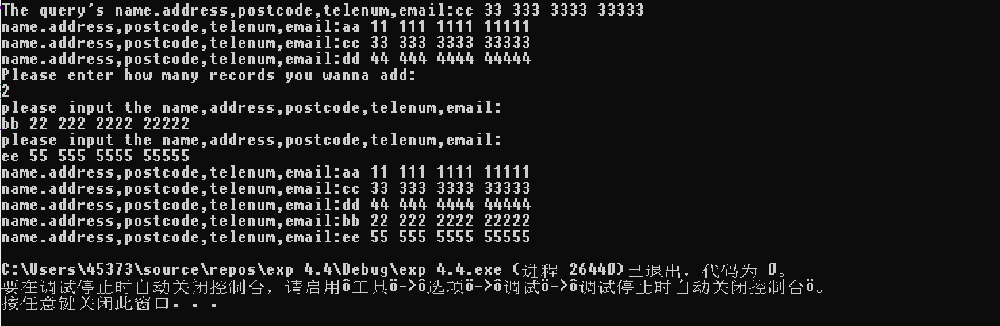 The query's name.address,postcode,telenum,email:cc 33 333 3333 33333
name.address,postcode,telenum,email:aa 11 111 1111 11111
name.address,postcode,telenum,email:cc 33 333 3333 33333
name.address,postcode,telenum,email:dd 44 444 4444 44444
Please enter how many records you wanna add:
2
please input the name,address,postcode,telenum,email:
bb 22 222 2222 22222
please input the name,address,postcode,telenum,email:
ee 55 555 5555 55555
name.address,postcode,telenum,email:aa 11 111 1111 11111
name.address,postcode,telenum,email:cc 33 333 3333 33333
name.address,postcode,telenum,email:dd 44 444 4444 44444
name.address,postcode,telenum,email:bb 22 222 2222 22222
name.address,postcode,telenum,email:ee 55 555 5555 55555
C:\Users\45373\source\repos\exp 4.4\Debug\exp 4.4.exe (进程 26440)已退出，代码为 0。
要在调试停止时自动关闭控制台，请启用ô工具ö->ô选项ö->ô调试ö->ô调试停止时自动关闭控制台ö。
按任意键关闭此窗口. . .